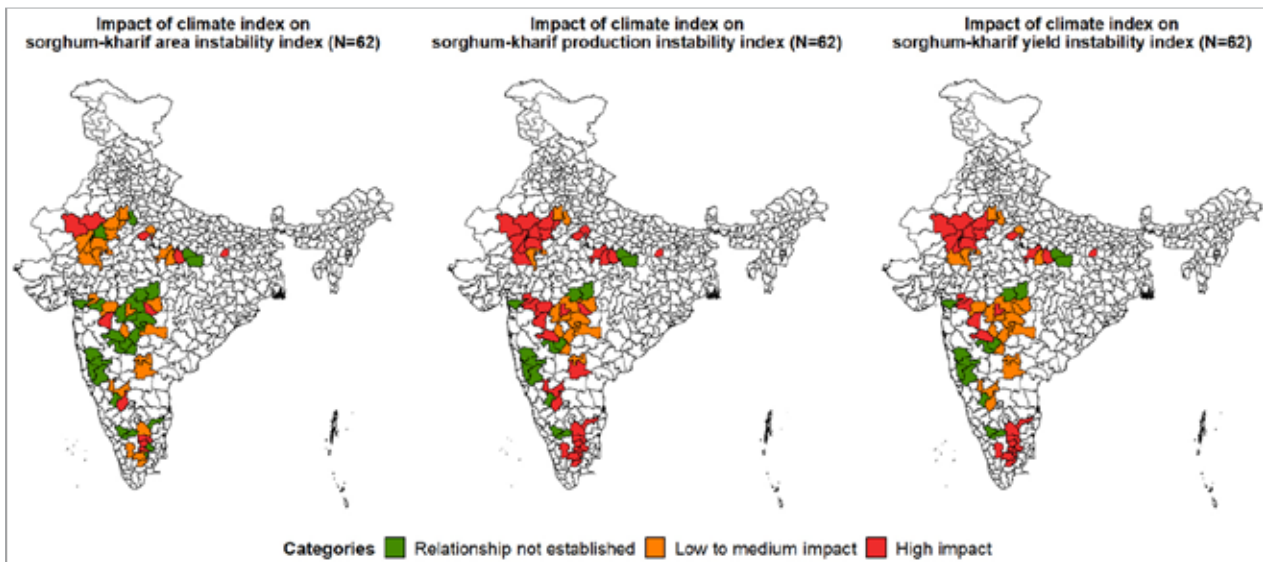 Impact of climate index on
sorghum-kharif area instability index (N=62)
Impact of climate index on
sorghum-kharif production instability index (N=62)
Impact of climate index on
sorghum-kharif yield instability index (N=62)
Categories Relationship not established Low to medium impact High impact